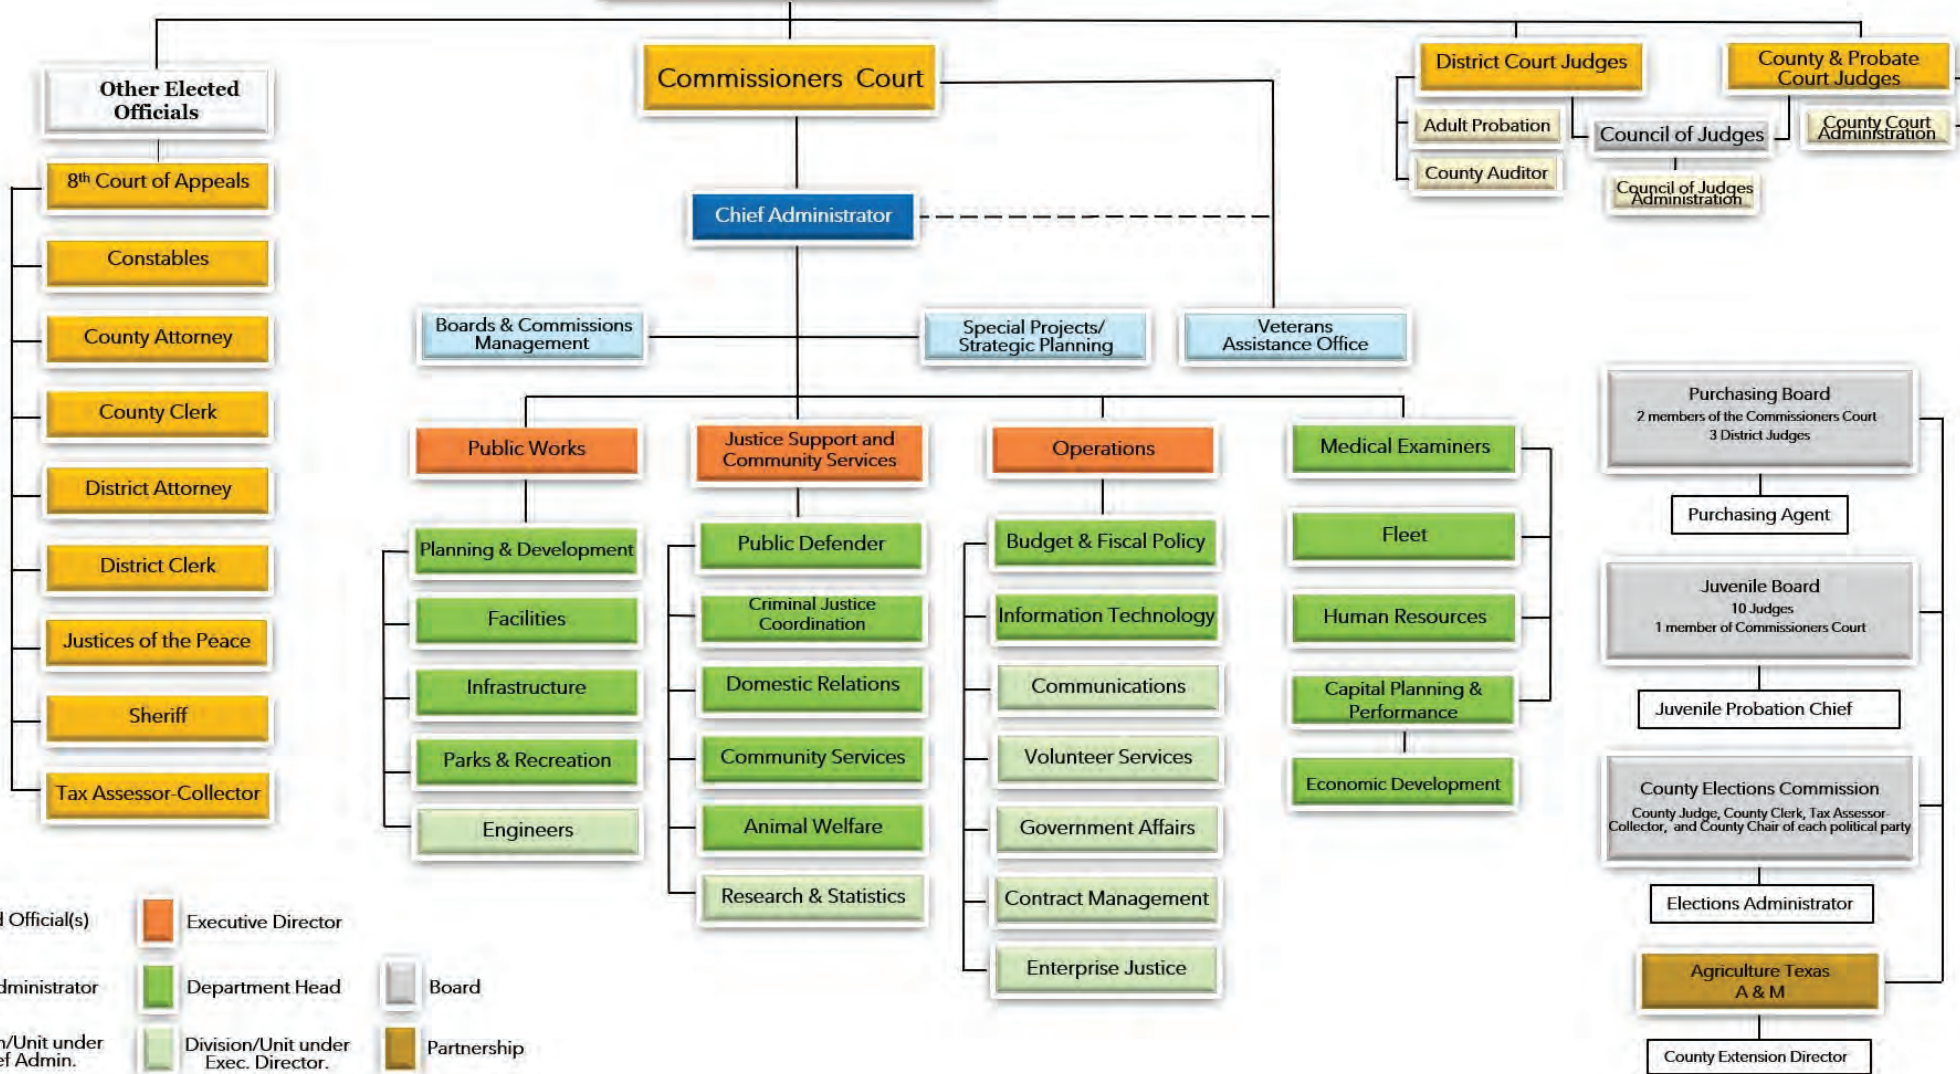 Other Elected
Officials
8th Court of Appeals
Constables
County Attorney
County Clerk
District Attorney
District Clerk
Justices of the Peace
Sheriff
Tax Assessor-Collector
Commissioners Court
Chief Administrator
Boards & Commissions
Management
Special Projects/
Strategic Planning
Veterans
Assistance Office
Public Works
Planning & Development
Facilities
Infrastructure
Parks & Recreation
Engineers
Justice Support and
Community Services
Public Defender
Criminal Justice
Coordination
Domestic Relations
Community Services
Animal Welfare
Research & Statistics
Operations
Budget & Fiscal Policy
Information Technology
Communications
Volunteer Services
Government Affairs
Contract Management
Enterprise Justice
Medical Examiners
Fleet
Human Resources
Capital Planning &
Performance
Economic Development
District Court Judges
Adult Probation
County Auditor
County & Probate
Court Judges
County Court
Administration
Council of Judges
Council of Judges
Administration
Purchasing Board
2 members of the Commissioners Court
3 District Judges
Purchasing Agent
Juvenile Board
10 Judges
1 member of Commissioners Court
Juvenile Probation Chief
County Elections Commission
County Judge, County Clerk, Tax Assessor-
Collector, and County Chair of each political party
Elections Administrator
Agriculture Texas
A & M
County Extension Director
Official(s)
Executive Director
dministrator
Department Head
Board
n/Unit under
ef Admin.
Division/Unit under
Exec. Director.
Partnership